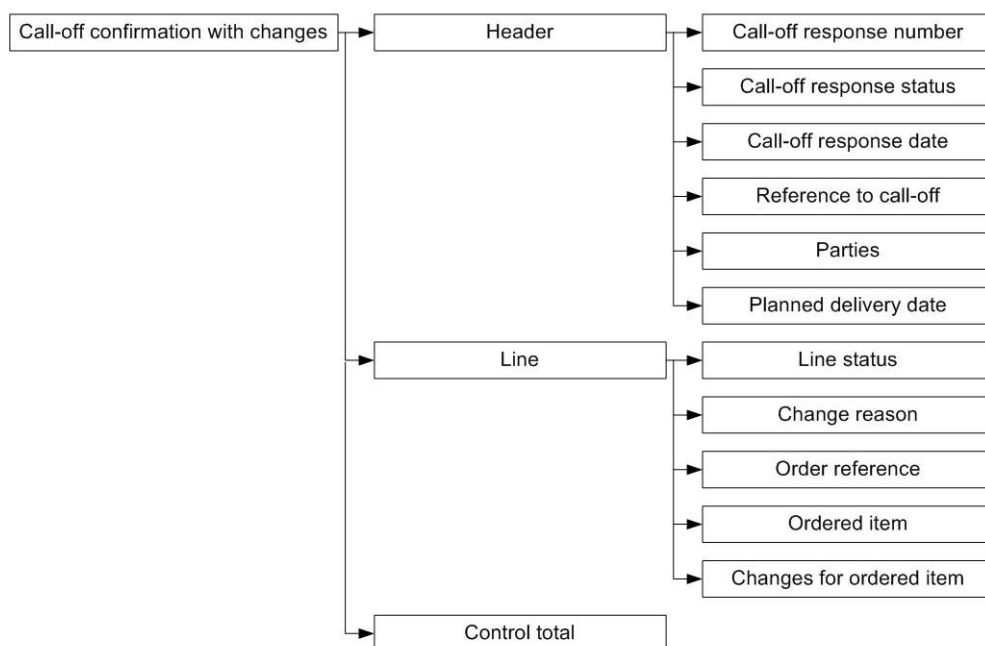 Call-off confirmation with changes
Header
Call-off response number
Call-off response status
Call-off response date
Reference to call-off
Parties
Planned delivery date
Line
Line status
Change reason
Order reference
Ordered item
Changes for ordered item
Control total